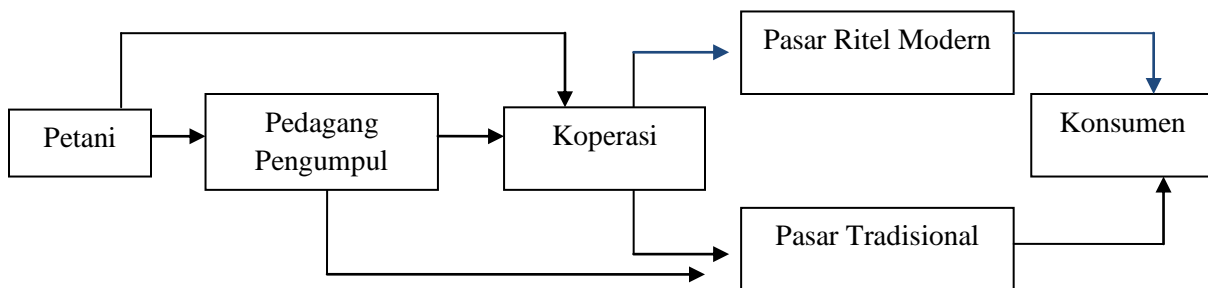 Pasar Ritel Modern
Petani
Pedagang
Pengumpul
Koperasi
Konsumen
Pasar Tradisional